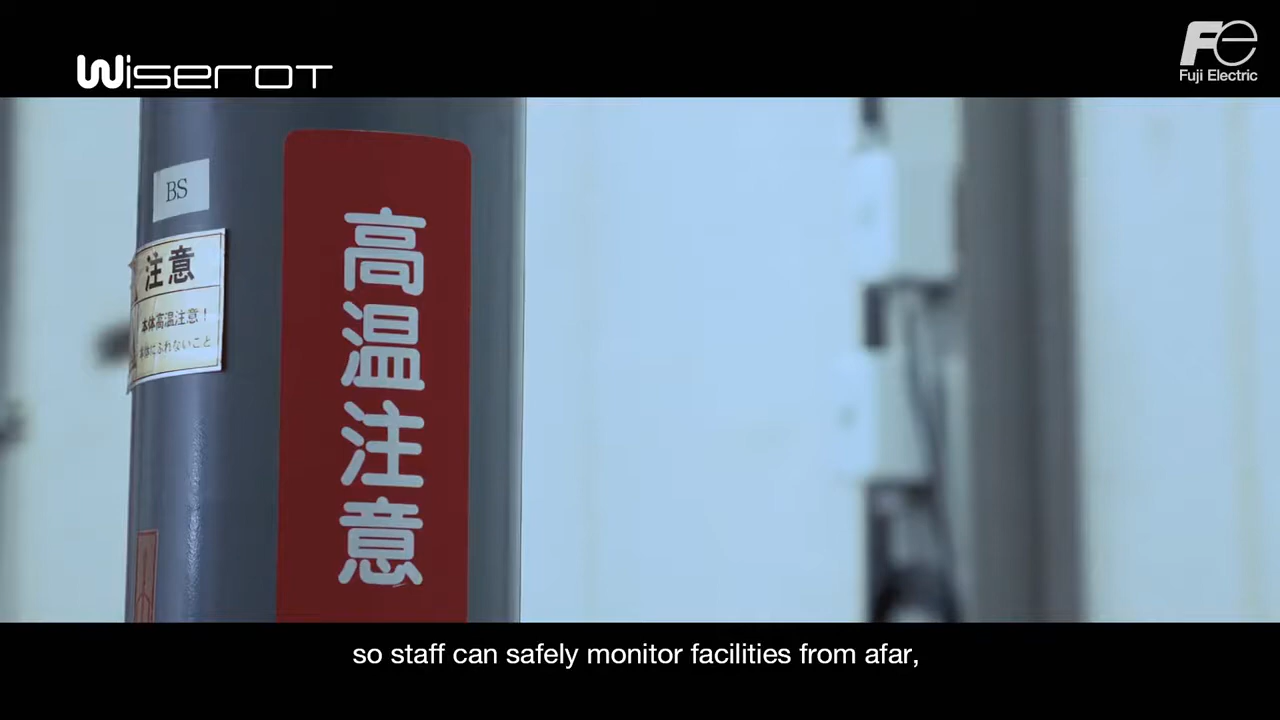 Wiserot
Fe
Fuji Electric
BS
注意
本体高温注意!
本体にふれないこと
高温注意
so staff can safely monitor facilities from afar,